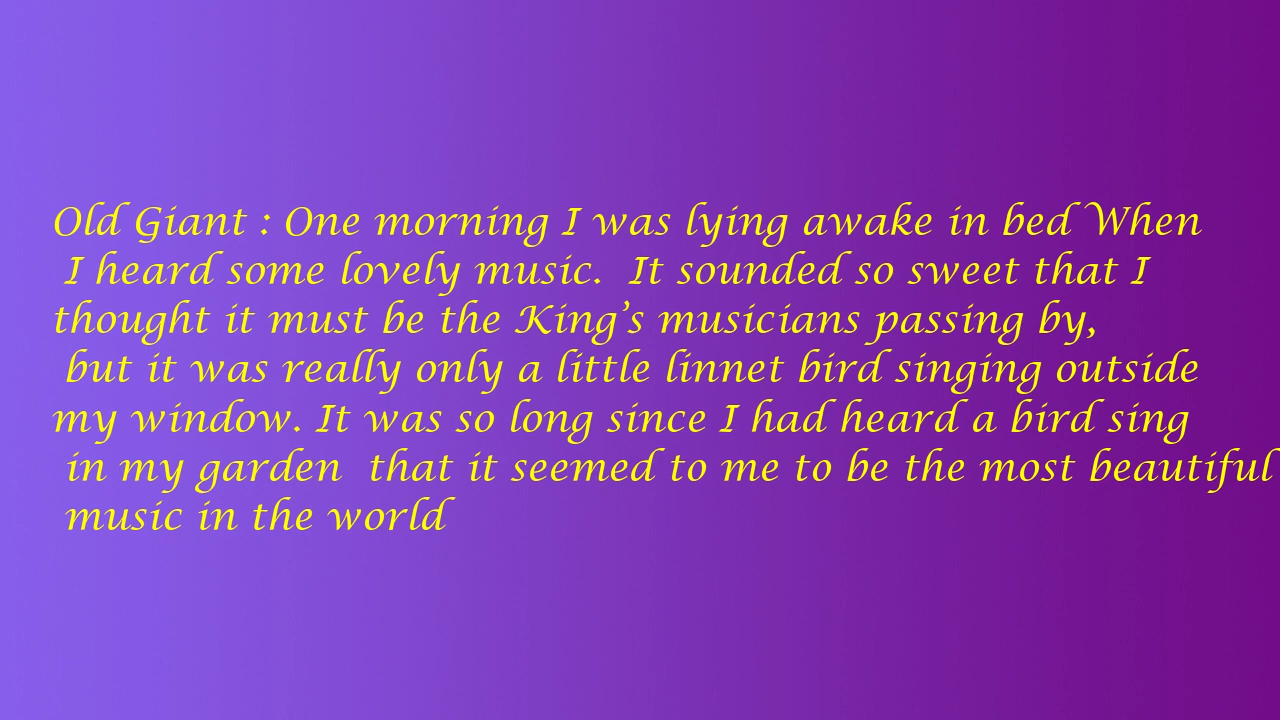 Old Giant : One morning I was lying awake in bed When
I heard some lovely music. It sounded so sweet that I
thought it must be the King's musicians passing by,
but it was really only a little linnet bird singing outside
my window. It was so long since I had heard a bird sing
in my garden that it seemed to me to be the most beautiful
music in the world